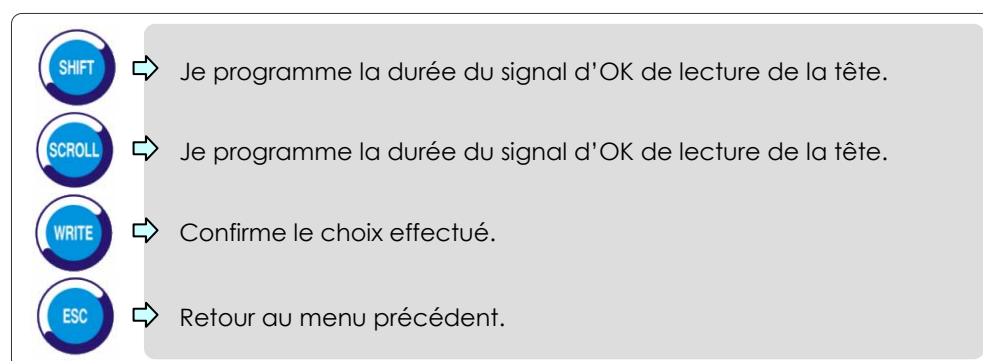 SHIFT Je programme la durée du signal d’OK de lecture de la tête.
SCROLL Je programme la durée du signal d’OK de lecture de la tête.
WRITE Confirme le choix effectué.
ESC Retour au menu précédent.